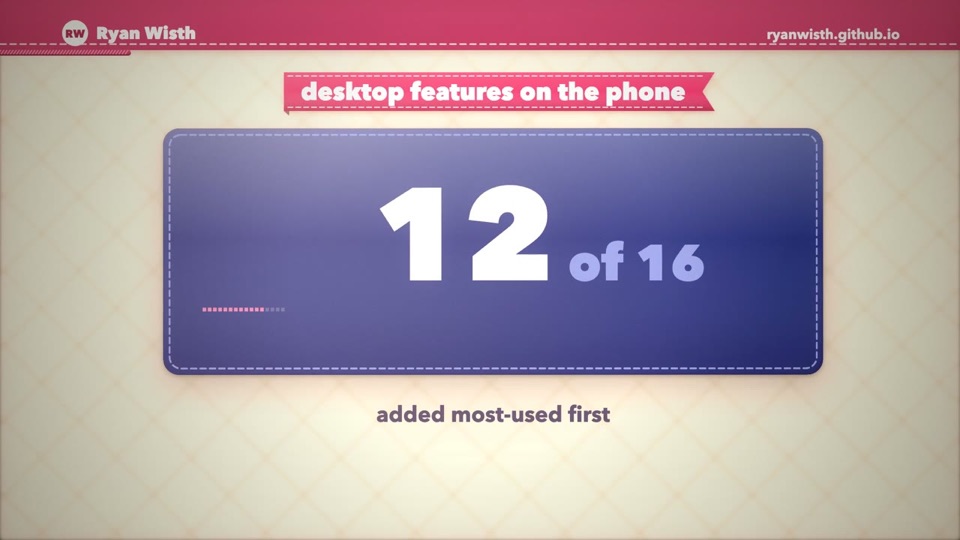 RW Ryan Wisth
ryanwisth.github.io
desktop features on the phone
12 of 16
added most-used first